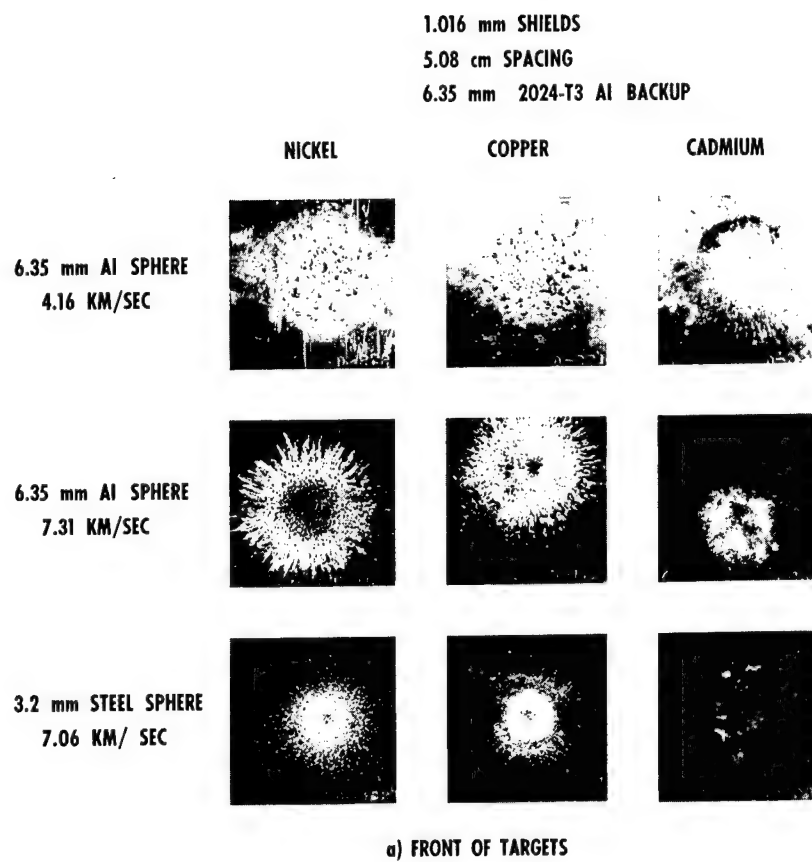 1.016 mm SHIELDS
5.08 cm SPACING
6.35 mm 2024-T3 Al BACKUP
NICKEL COPPER CADMIUM
6.35 mm Al SPHERE
4.16 KM/SEC
6.35 mm Al SPHERE
7.31 KM/SEC
3.2 mm STEEL SPHERE
7.06 KM/ SEC
a) FRONT OF TARGETS